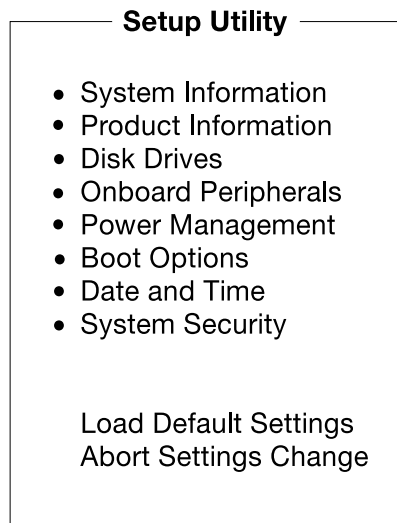 Setup Utility
• System Information
• Product Information
• Disk Drives
• Onboard Peripherals
• Power Management
• Boot Options
• Date and Time
• System Security
Load Default Settings
Abort Settings Change